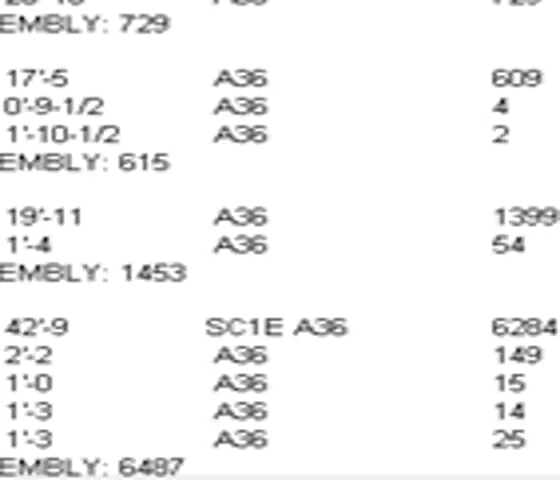 EMBLY: 729
17'-5 A36 609
0'-9-1/2 A36 4
1'-10-1/2 A36 2
EMBLY: 615
19'-11 A36 1399
1'-4 A36 54
EMBLY: 1453
42'-9 SC1E A36 6284
2'-2 A36 149
1'-0 A36 15
1'-3 A36 14
1'-3 A36 25
EMBLY: 6487